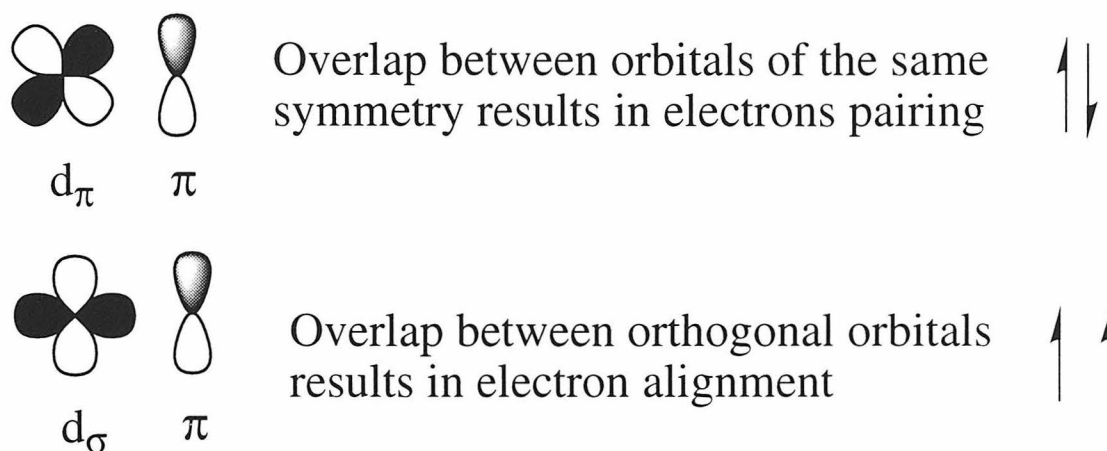 Overlap between orbitals of the same
symmetry results in electrons pairing
dπ π
Overlap between orthogonal orbitals
results in electron alignment
dσ π